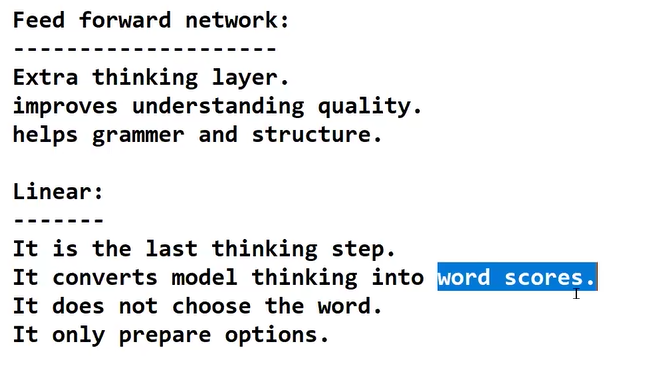 Feed forward network:
--------------------
Extra thinking layer.
improves understanding quality.
helps grammer and structure.
Linear:
-------
It is the last thinking step.
It converts model thinking into word scores.
It does not choose the word.
It only prepare options.